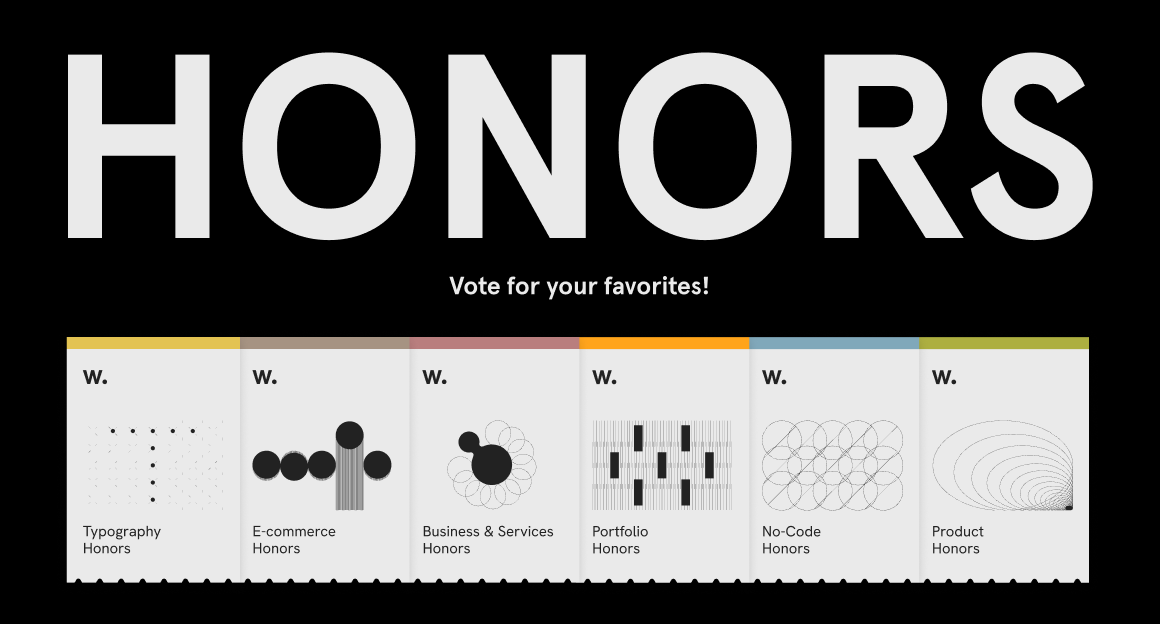 HONORS
Vote for your favorites!
w.
w.
w.
w.
w.
w.
Typography
Honors
E-commerce
Honors
Business & Services
Honors
Portfolio
Honors
No-Code
Honors
Product
Honors